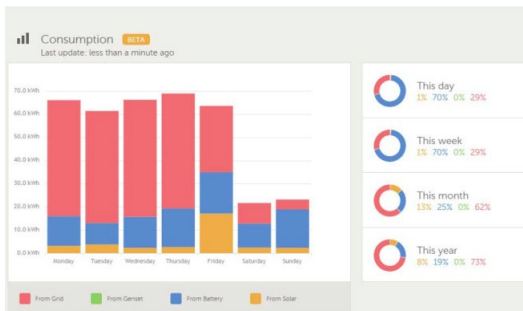 Consumption BETA
Last update: less than a minute ago
70.0 kWh
60.0 kWh
50.0 kWh
40.0 kWh
30.0 kWh
20.0 kWh
10.0 kWh
0.0 kWh
Monday Tuesday Wednesday Thursday Friday Saturday Sunday
From Grid From Genset From Battery From Solar
This day
1% 70% 0% 29%
This week
1% 70% 0% 29%
This month
13% 25% 0% 62%
This year
8% 19% 0% 73%